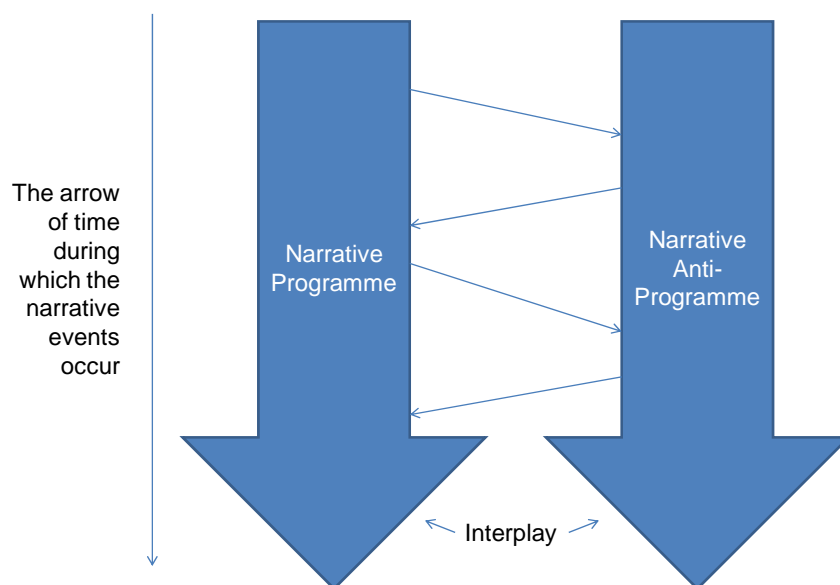 The arrow
of time
during
which the
narrative
events
occur
Narrative
Programme
Narrative
Anti-
Programme
Interplay